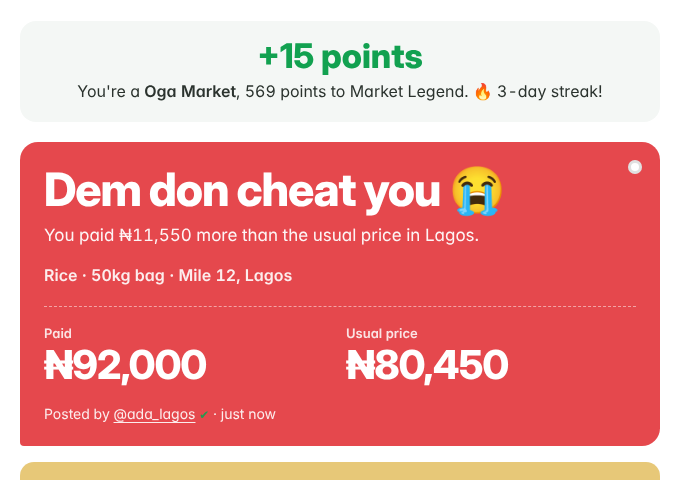 +15 points
You're a Oga Market, 569 points to Market Legend. 🔥 3-day streak!
Dem don cheat you 😭
You paid ₦11,550 more than the usual price in Lagos.
Rice · 50kg bag · Mile 12, Lagos
Paid
Usual price
₦92,000
₦80,450
Posted by @ada_lagos ✓ · just now